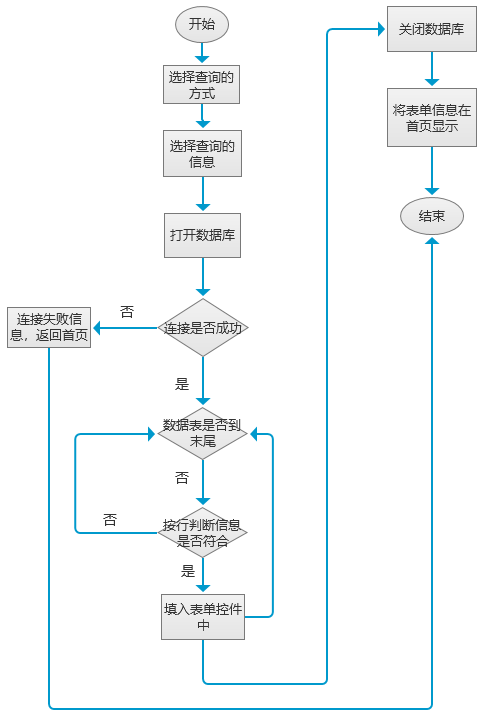 开始
选择查询的
方式
选择查询的
信息
打开数据库
连接是否成功
否
连接失败信
息，返回首页
是
数据表是否到
末尾
否
按行判断信息
是否符合
否
是
填入表单控件
中
关闭数据库
将表单信息在
首页显示
结束